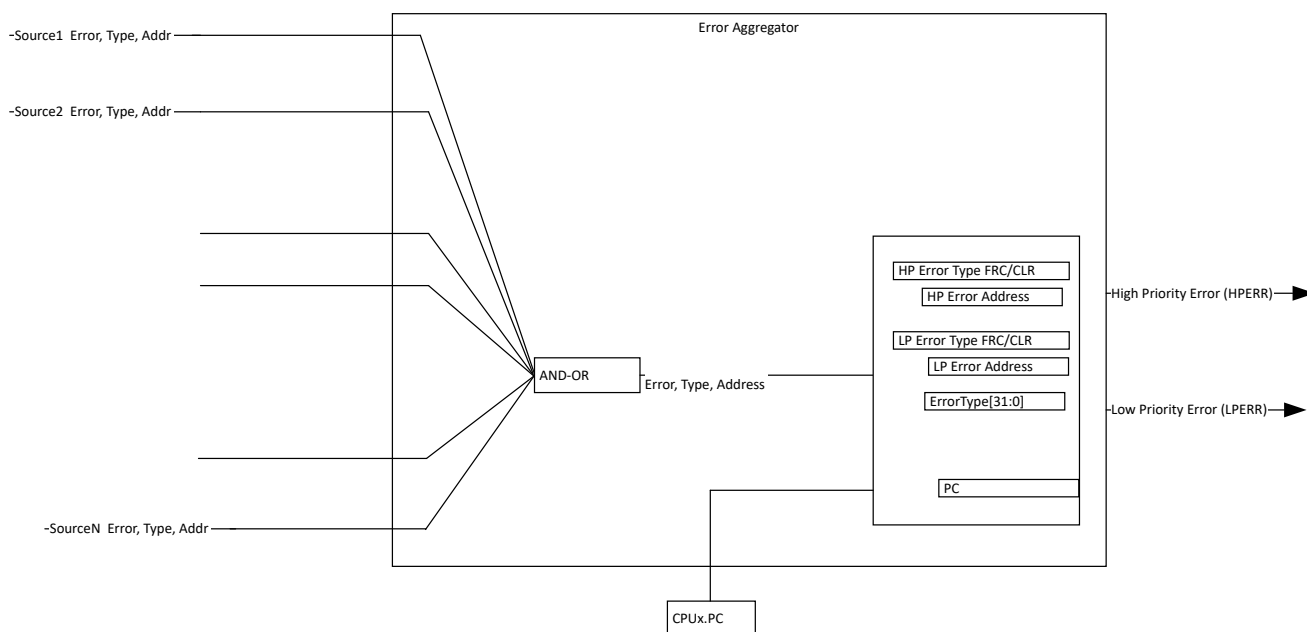 Error Aggregator
-Source1 Error, Type, Addr
-Source2 Error, Type, Addr
HP Error Type FRC/CLR
HP Error Address
High Priority Error (HPERR)
LP Error Type FRC/CLR
LP Error Address
AND-OR
Error, Type, Address
ErrorType[31:0]
Low Priority Error (LPERR)
PC
-SourceN Error, Type, Addr
CPUx.PC